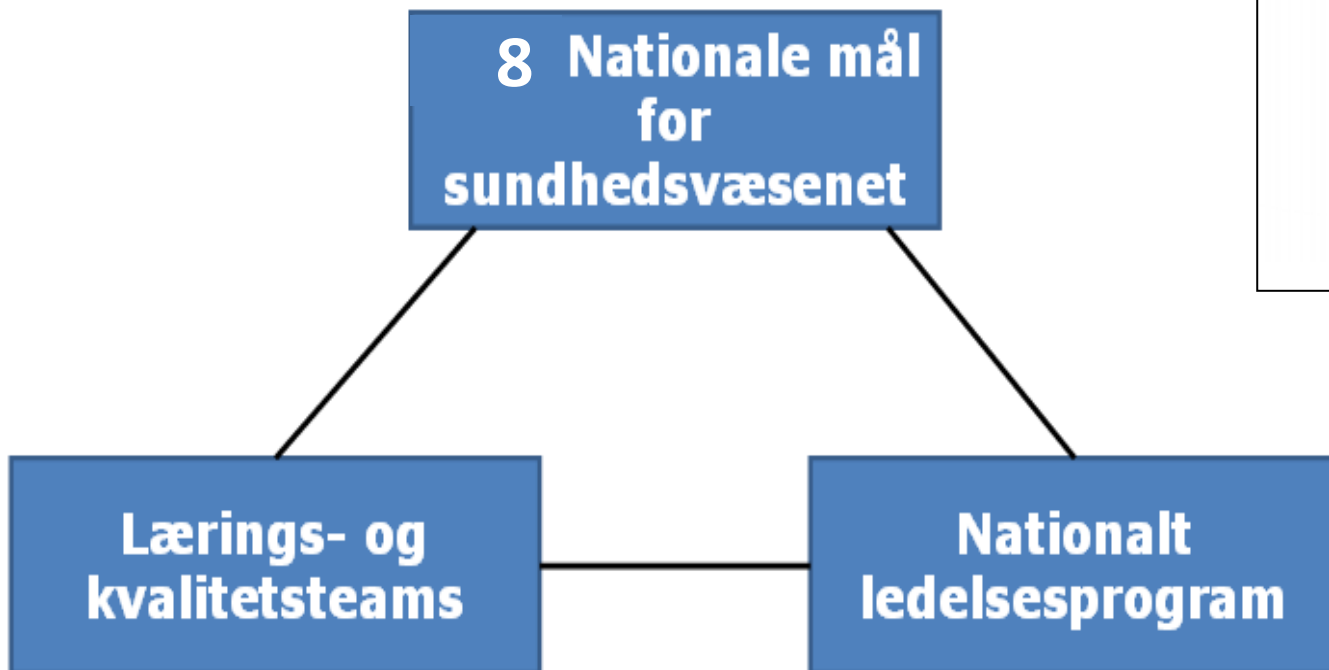 8 Nationale mål
for
sundhedsvæsenet
Lærings- og
kvalitetsteams
Nationalt
ledelsesprogram